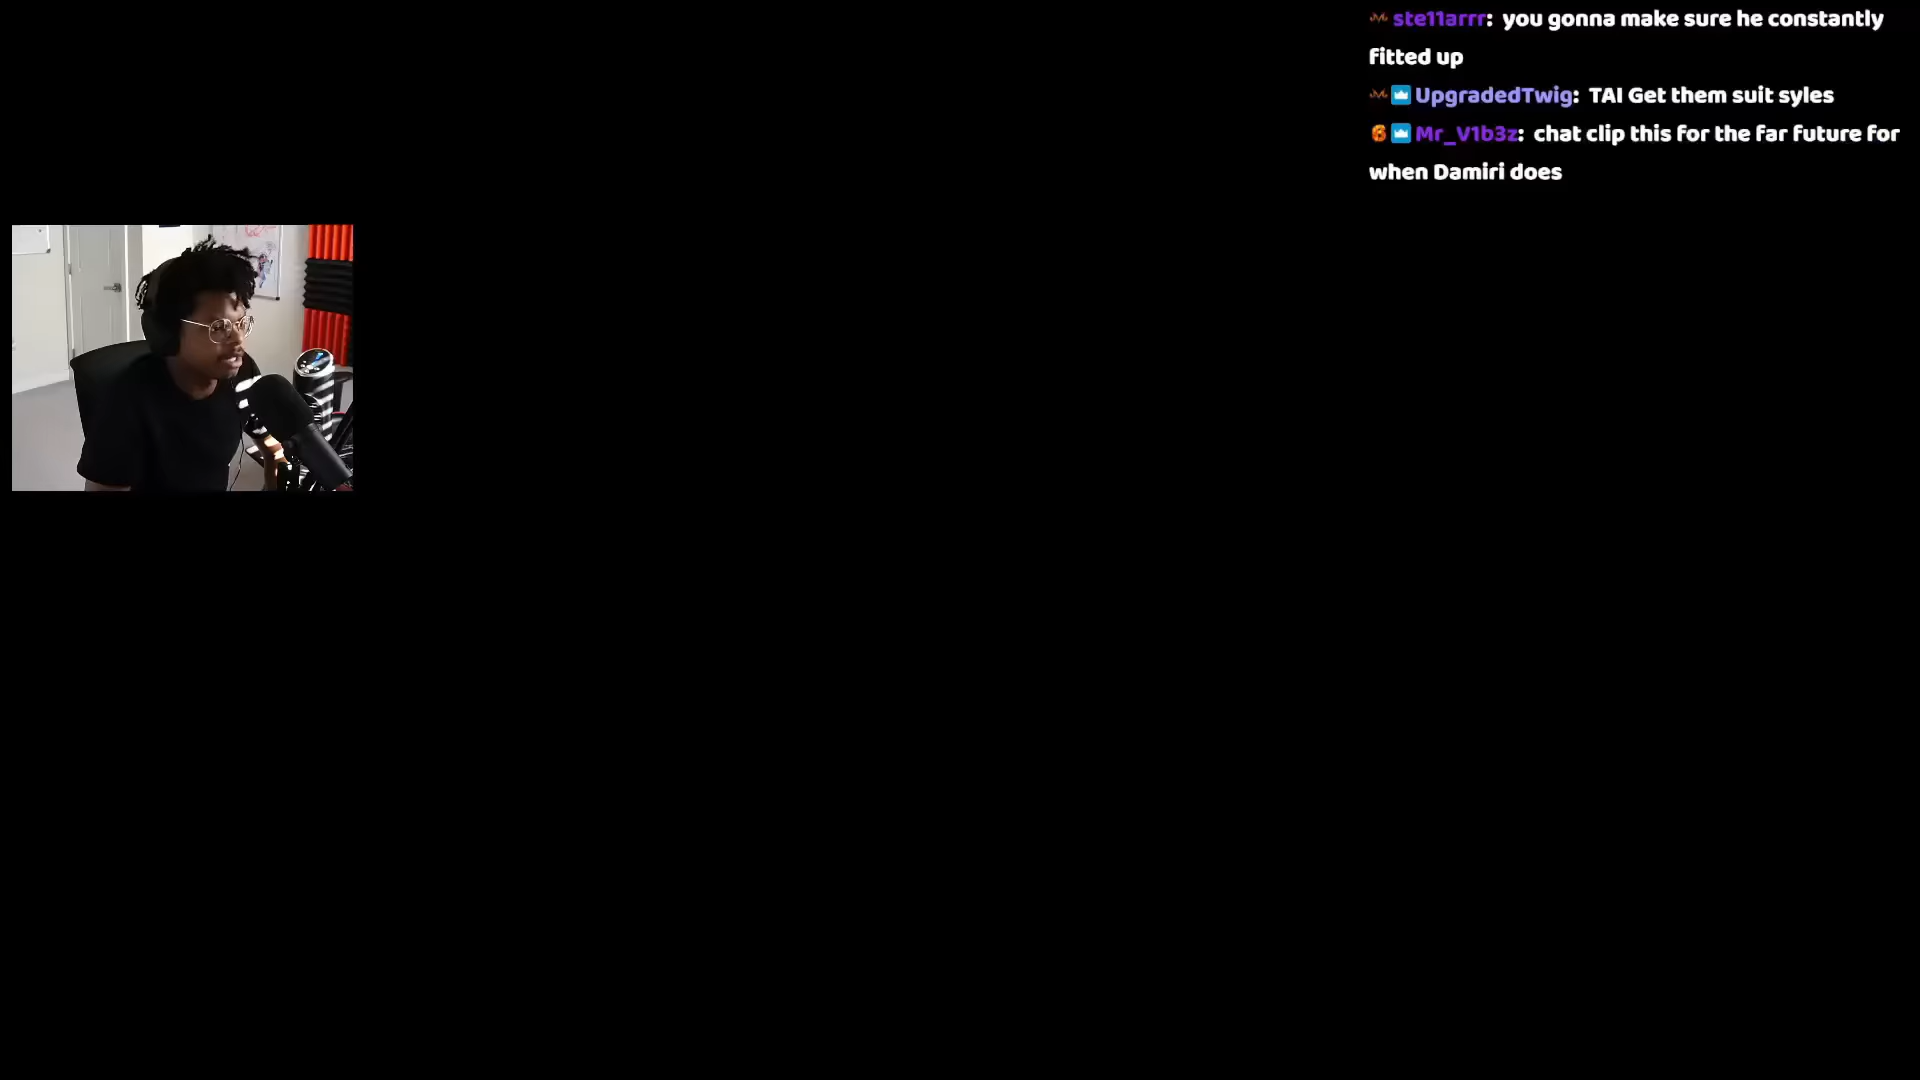 ste11arrr: you gonna make sure he constantly
fitted up
UpgradedTwig: TAI Get them suit syles
Mr_V1b3z: chat clip this for the far future for
when Damiri does